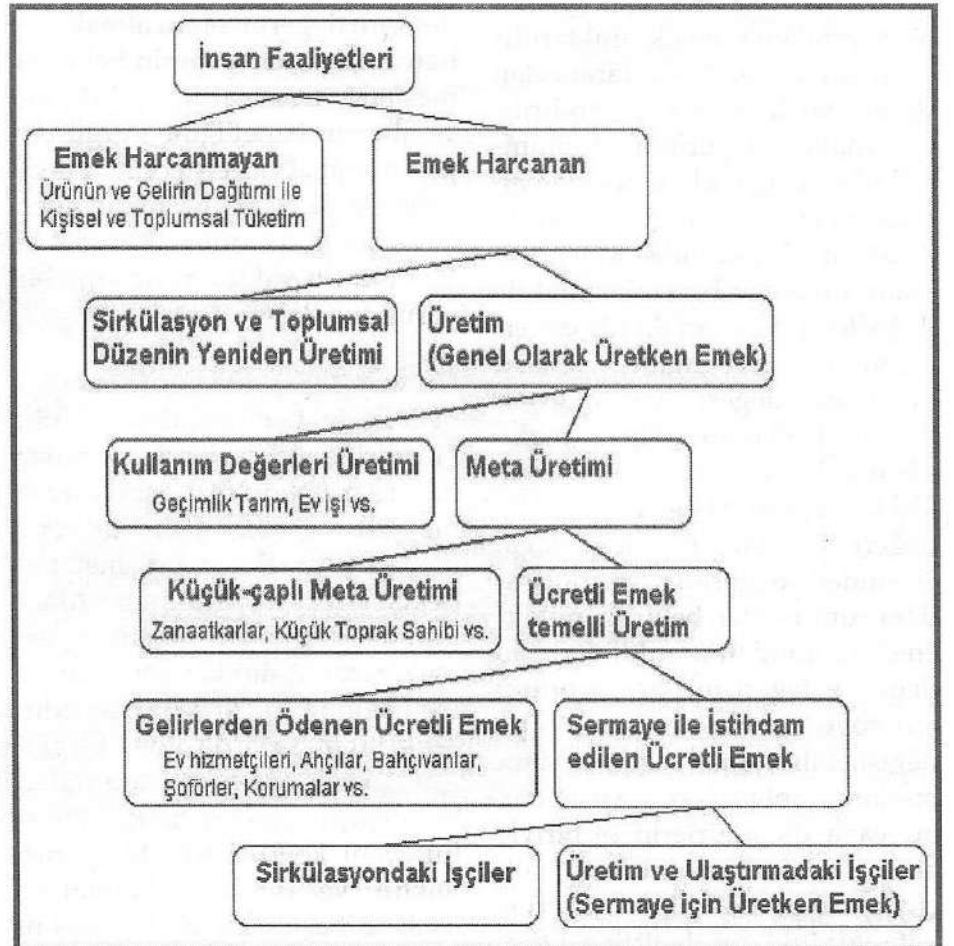 İnsan Faaliyetleri
Emek Harcanmayan
Ürünün ve Gelirin Dağıtımı ile
Kişisel ve Toplumsal Tüketim
Emek Harcanan
Sirkülasyon ve Toplumsal
Düzenin Yeniden Üretimi
Üretim
(Genel Olarak Üretken Emek)
Kullanım Değerleri Üretimi
Geçimlik Tarım, Ev İşi vs.
Meta Üretimi
Küçük-çaplı Meta Üretimi
Zanaatkarlar, Küçük Toprak Sahibi vs.
Ücretli Emek
temelli Üretim
Gelirlerden Ödenen Ücretli Emek
Ev hizmetçileri, Ahçılar, Bahçıvanlar,
Şoförler, Korumalar vs.
Sermaye ile İstihdam
edilen Ücretli Emek
Sirkülasyondaki İşçiler
Üretim ve Ulaştırmadaki İşçiler
(Sermaye için Üretken Emek)